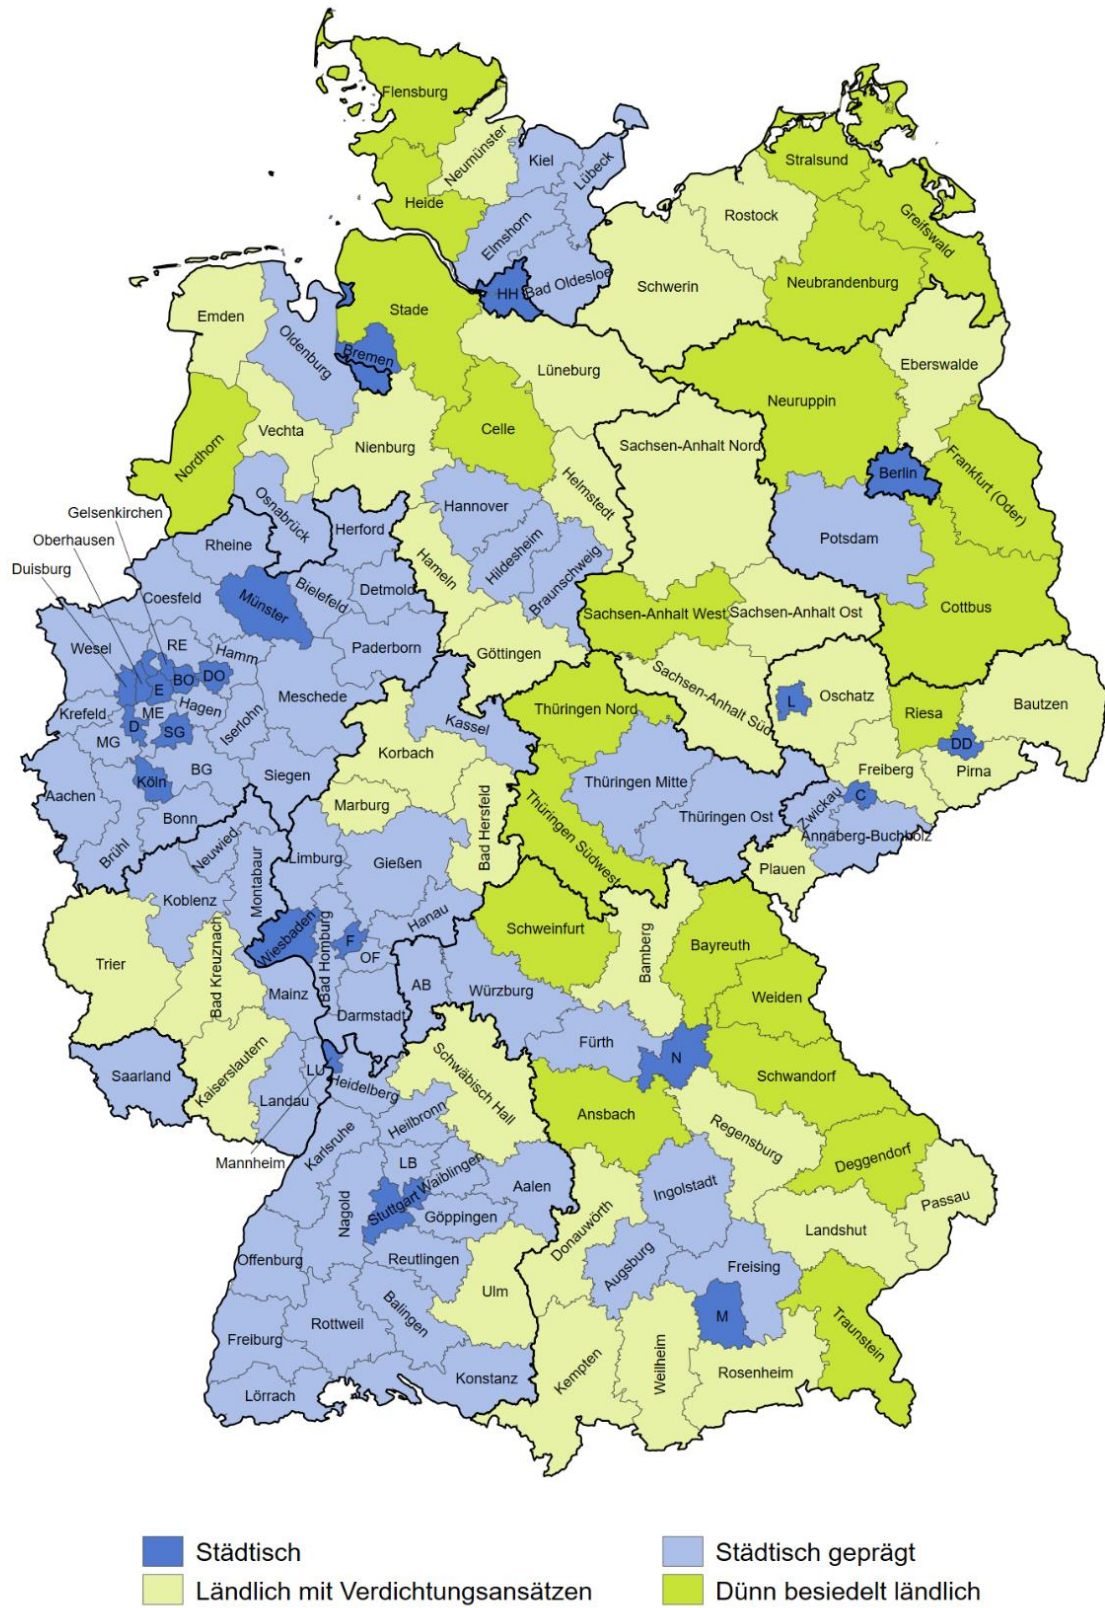 Flensburg
Neumünster
Kiel
Lübeck
Stralsund
Heide
Rostock
Greifswald
Elmshorn
HH
Bad Oldesloe
Schwerin
Neubrandenburg
Emden
Stade
Oldenburg
Bremen
Eberswalde
Lüneburg
Neuruppin
Vechta
Nienburg
Celle
Sachsen-Anhalt Nord
Nordhorn
Berlin
Frankfurt (Oder)
Helmstedt
Osnabrück
Hannover
Gelsenkirchen
Herford
Potsdam
Oberhausen
Rheine
Hildesheim
Braunschweig
Duisburg
Hameln
Coesfeld
Münster
Bielefeld
Detmold
Sachsen-Anhalt West
Sachsen-Anhalt Ost
Cottbus
Wesel
RE
Hamm
Paderborn
Göttingen
E
BO
DO
Meschede
Sachsen-Anhalt Süd
L
Oschatz
Bautzen
Krefeld
ME
Hagen
Iserlohn
Thüringen Nord
Riesa
D
SG
Kassel
MG
DD
Korbach
Köln
BG
Siegen
Freiberg
Pirna
Aachen
Thüringen Mitte
Zwickau
C
Bonn
Marburg
Bad Hersfeld
Thüringen Südwest
Thüringen Ost
Annaberg-Buchholz
Brühl
Neuwied
Montabaur
Limburg
Gießen
Plauen
Koblenz
Hanau
Schweinfurt
Bamberg
Bayreuth
Wiesbaden
Bad Homburg
F
OF
Trier
Bad Kreuznach
Mainz
AB
Würzburg
Weiden
Darmstadt
Fürth
N
Saarland
Kaiserslautern
LU
Heidelberg
Schwäbisch Hall
Schwandorf
Landau
Heilbronn
Ansbach
Regensburg
Karlsruhe
Deggendorf
Mannheim
LB
Waiblingen
Aalen
Ingolstadt
Passau
Nagold
Stuttgart
Göppingen
Donauwörth
Landshut
Offenburg
Reutlingen
Augsburg
Freising
Ulm
Balingen
M
Traunstein
Freiburg
Rottweil
Kempten
Weilheim
Rosenheim
Konstanz
Lörrach
Städtisch
Städtisch geprägt
Ländlich mit Verdichtungsansätzen
Dünn besiedelt ländlich